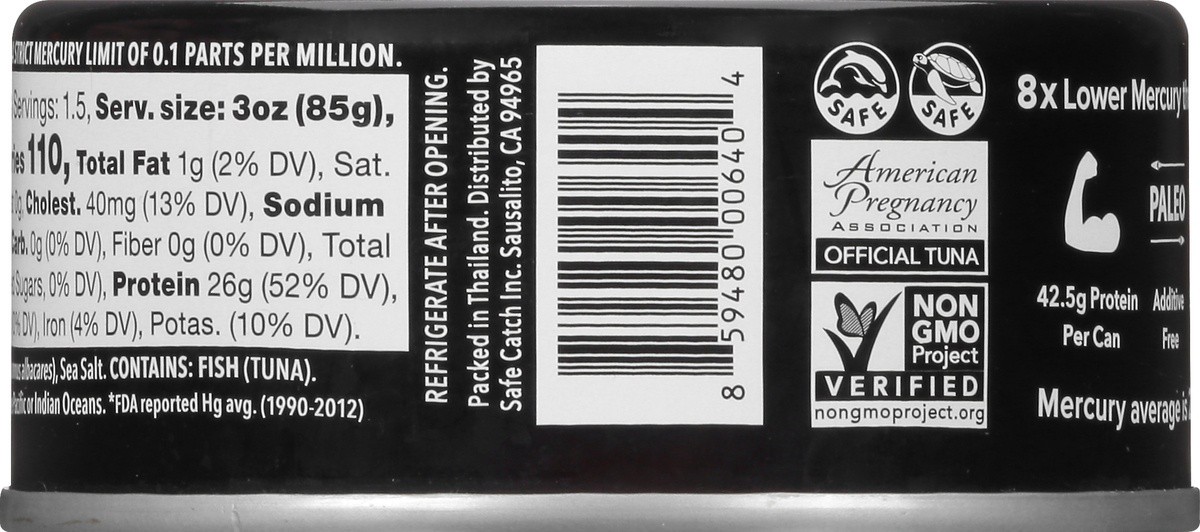 STRICT MERCURY LIMIT OF 0.1 PARTS PER MILLION.
Servings: 1.5, Serv. size: 3oz (85g),
110, Total Fat 1g (2% DV), Sat.
0g, Cholest. 40mg (13% DV), Sodium
Carb. 0g (0% DV), Fiber 0g (0% DV), Total
Sugars, 0% DV), Protein 26g (52% DV),
DV), Iron (4% DV), Potas. (10% DV).
Sea Salt. CONTAINS: FISH (TUNA).
Pacific or Indian Oceans. *FDA reported Hg avg. (1990-2012)
REFRIGERATE AFTER OPENING.
Packed in Thailand. Distributed by
Safe Catch Inc. Sausalito, CA 94965
8 59480 00640 4
SAFE
SAFE
American
Pregnancy
ASSOCIATION
OFFICIAL TUNA
NON
GMO
Project
VERIFIED
nongmoproject.org
8x Lower Mercury
PALEO
42.5g Protein
Per Can
Additive
Free
Mercury average is